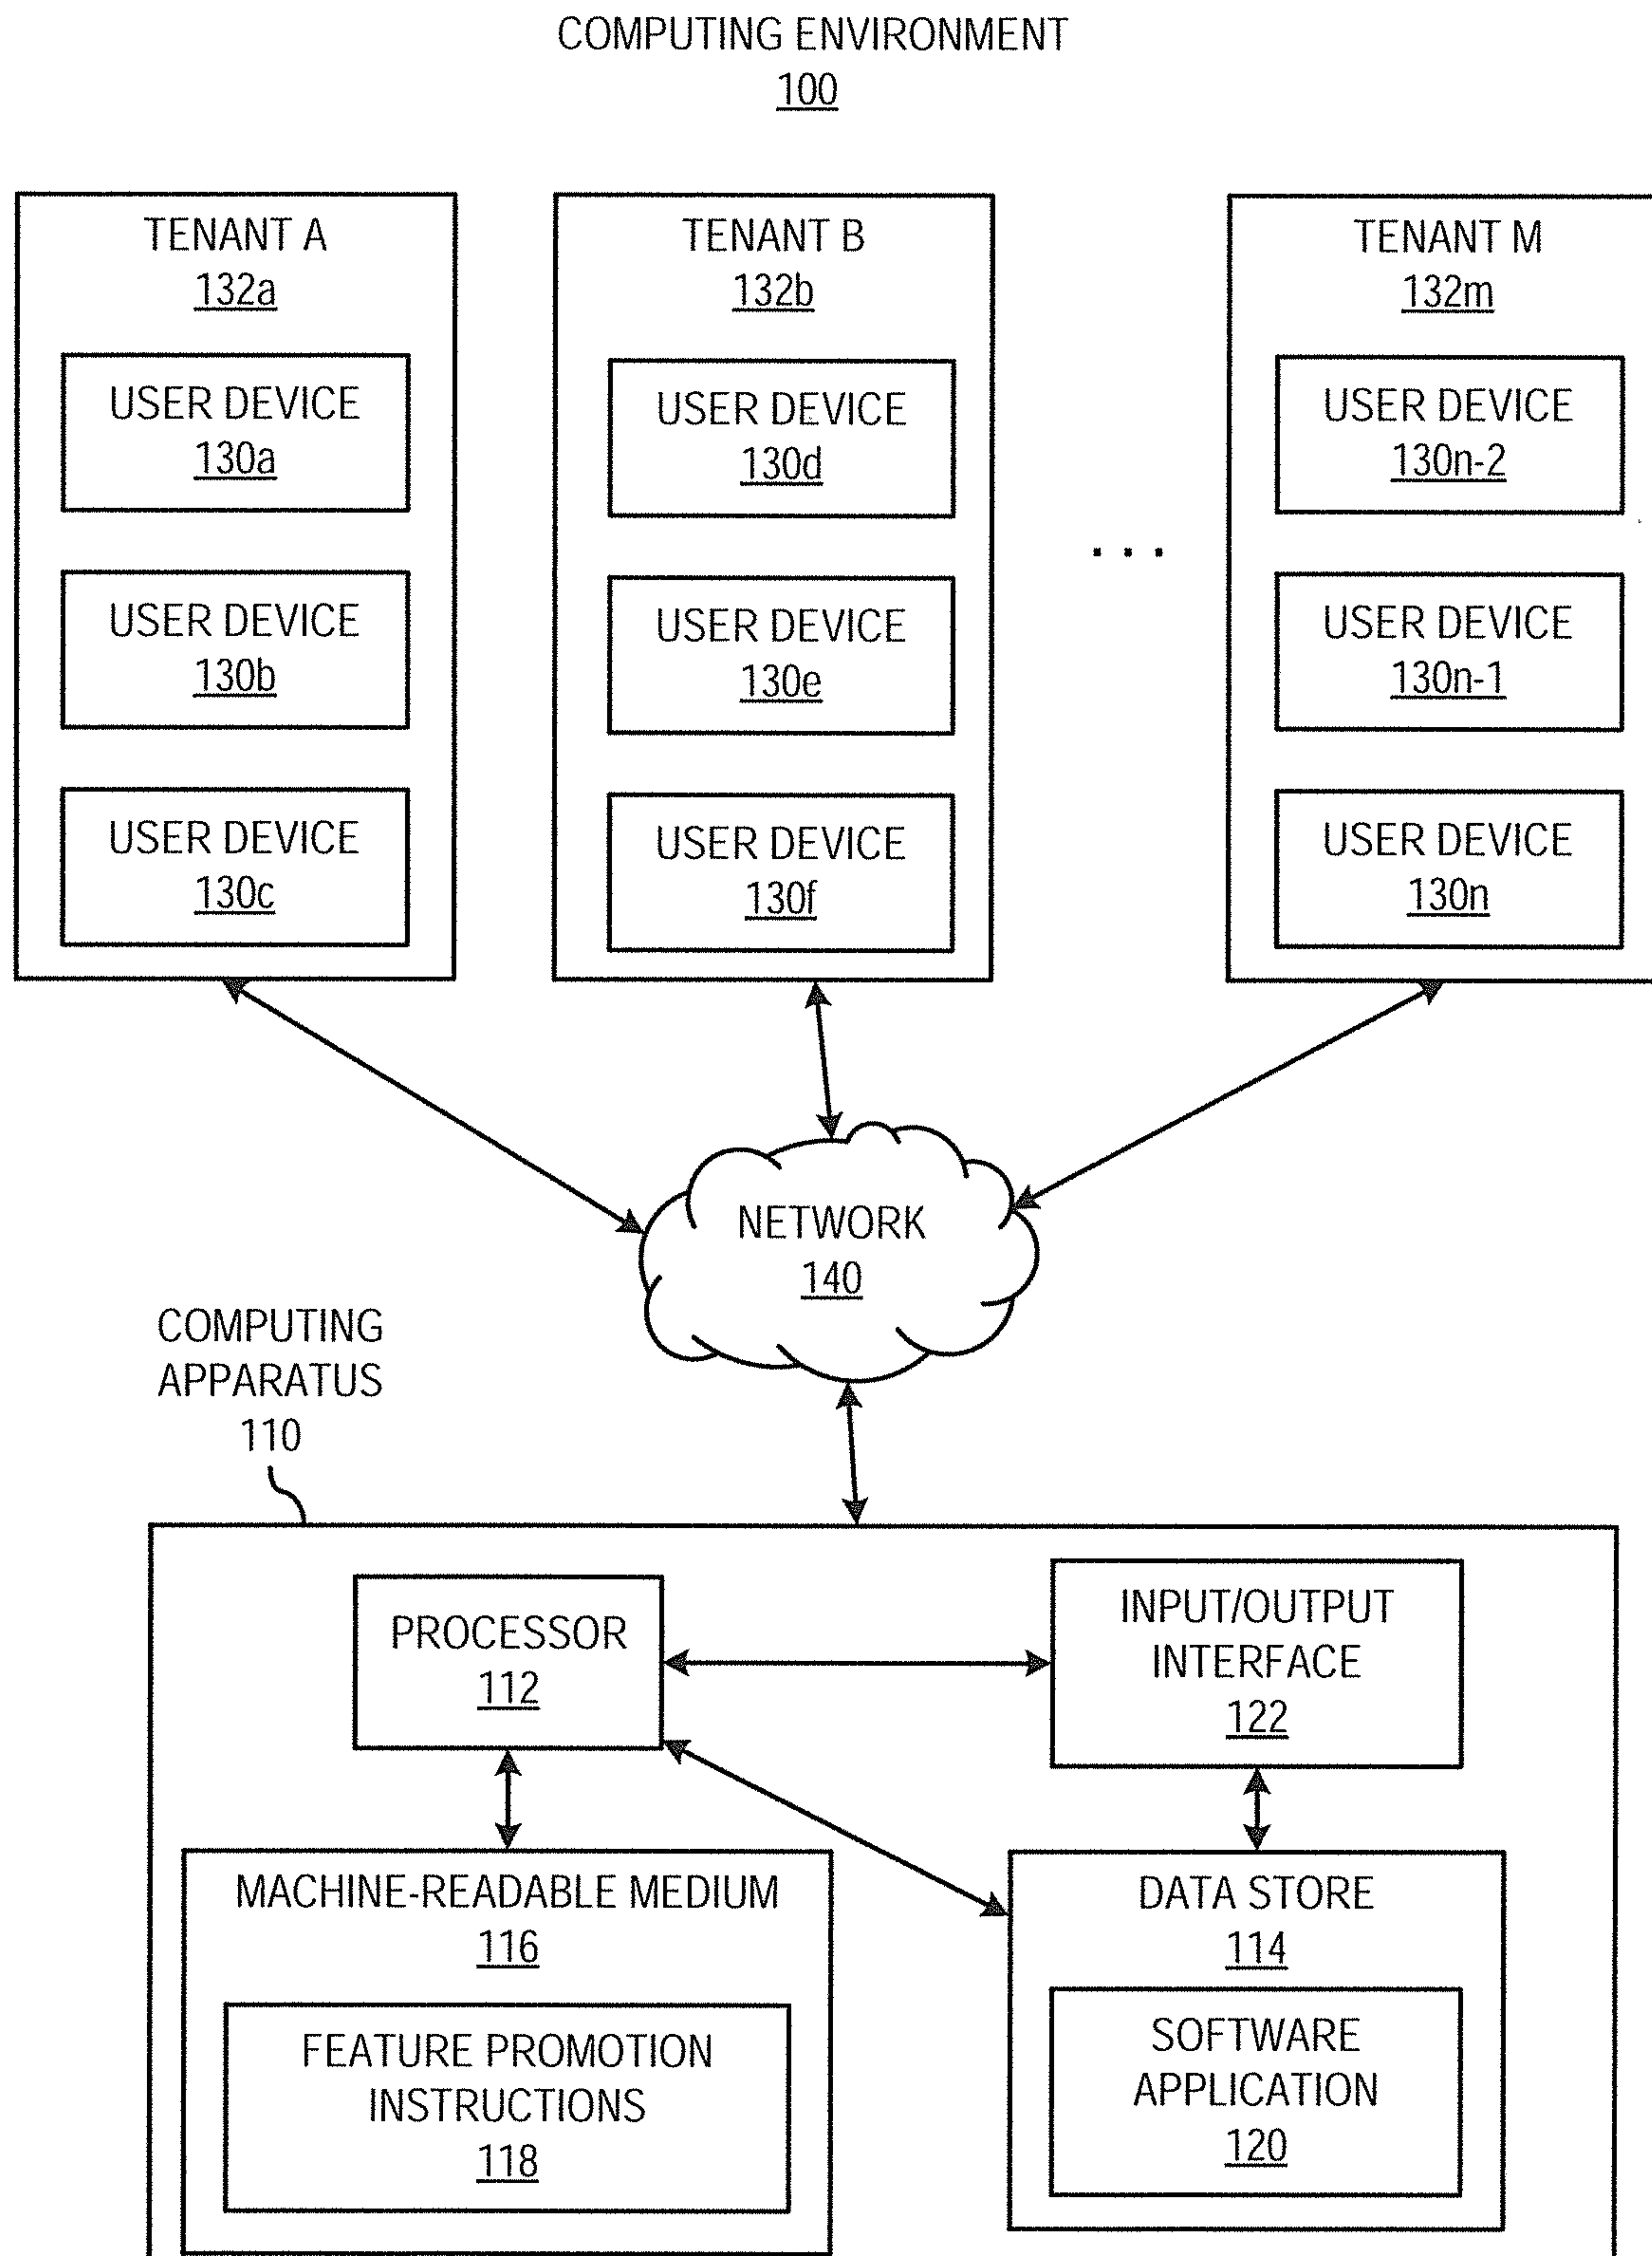 COMPUTING ENVIRONMENT
100
TENANT A
132a
USER DEVICE
130a
USER DEVICE
130b
USER DEVICE
130c
TENANT B
132b
USER DEVICE
130d
USER DEVICE
130e
USER DEVICE
130f
. . .
TENANT M
132m
USER DEVICE
130n-2
USER DEVICE
130n-1
USER DEVICE
130n
NETWORK
140
COMPUTING
APPARATUS
110
PROCESSOR
112
INPUT/OUTPUT
INTERFACE
122
MACHINE-READABLE MEDIUM
116
FEATURE PROMOTION
INSTRUCTIONS
118
DATA STORE
114
SOFTWARE
APPLICATION
120